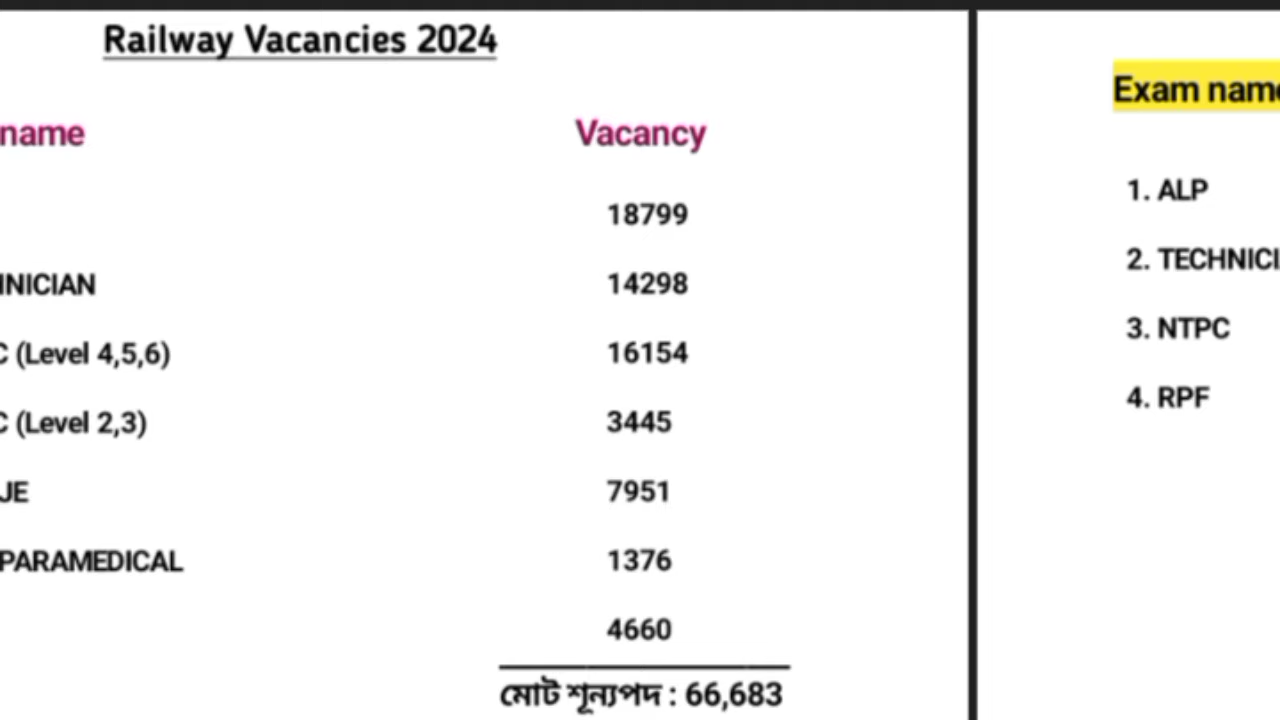 Railway Vacancies 2024
name Vacancy
18799
INICIAN 14298
C (Level 4,5,6) 16154
C (Level 2,3) 3445
JE 7951
PARAMEDICAL 1376
4660
মোট শূন্যপদ : 66,683
Exam name
1. ALP
2. TECHNICI
3. NTPC
4. RPF